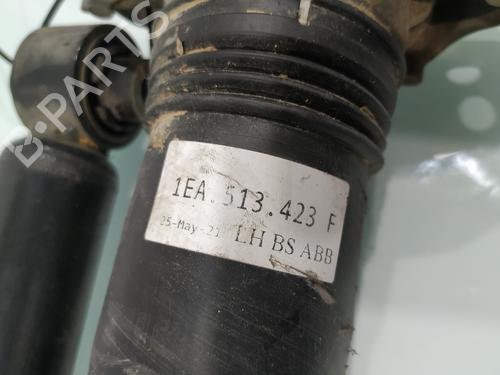 B-PARTS
1EA.513.423 F
25-May-21 LH BS ABB